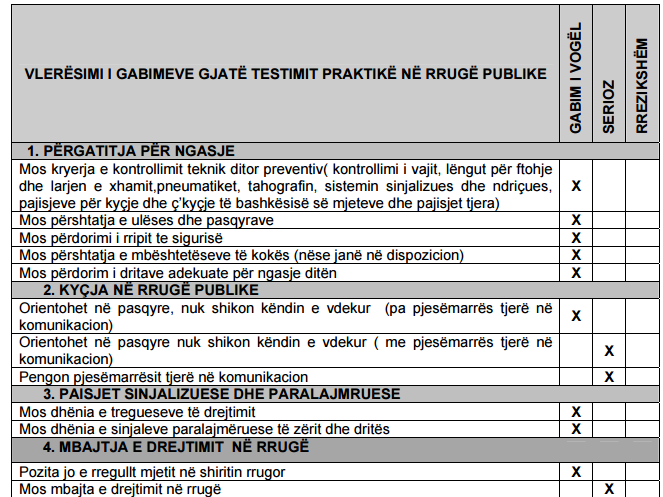 VLERËSIMI I GABIMEVE GJATË TESTIMIT PRAKTIKË NË RRUGË PUBLIKE
GABIM I VOGËL
SERIOZ
RREZIKSHËM
1. PËRGATITJA PËR NGASJE
Mos kryerja e kontrollimit teknik ditor preventiv( kontrollimi i vajit, lëngut për ftohje
dhe larjen e xhamit,pneumatiket, tahografin, sistemin sinjalizues dhe ndriçues,
pajisjeve për kyçje dhe ç’kyçje të bashkësisë së mjeteve dhe pajisjet tjera) X
Mos përshtatja e ulëses dhe pasqyrave X
Mos përdorimi i rripit te sigurisë X
Mos përshtatja e mbështetëseve të kokës (nëse janë në dispozicion) X
Mos përdorim i dritave adekuate për ngasje ditën X
2. KYÇJA NË RRUGË PUBLIKE
Orientohet në pasqyre, nuk shikon këndin e vdekur (pa pjesëmarrës tjerë në
komunikacion) X
Orientohet në pasqyre nuk shikon këndin e vdekur ( me pjesëmarrës tjerë në
komunikacion) X
Pengon pjesëmarrësit tjerë në komunikacion X
3. PAISJET SINJALIZUESE DHE PARALAJMRUESE
Mos dhënia e tregueseve të drejtimit X
Mos dhënia e sinjaleve paralajmëruese të zërit dhe dritës X
4. MBAJTJA E DREJTIMIT NË RRUGË
Pozita jo e rregullt mjetit në shiritin rrugor X
Mos mbajta e drejtimit në rrugë X